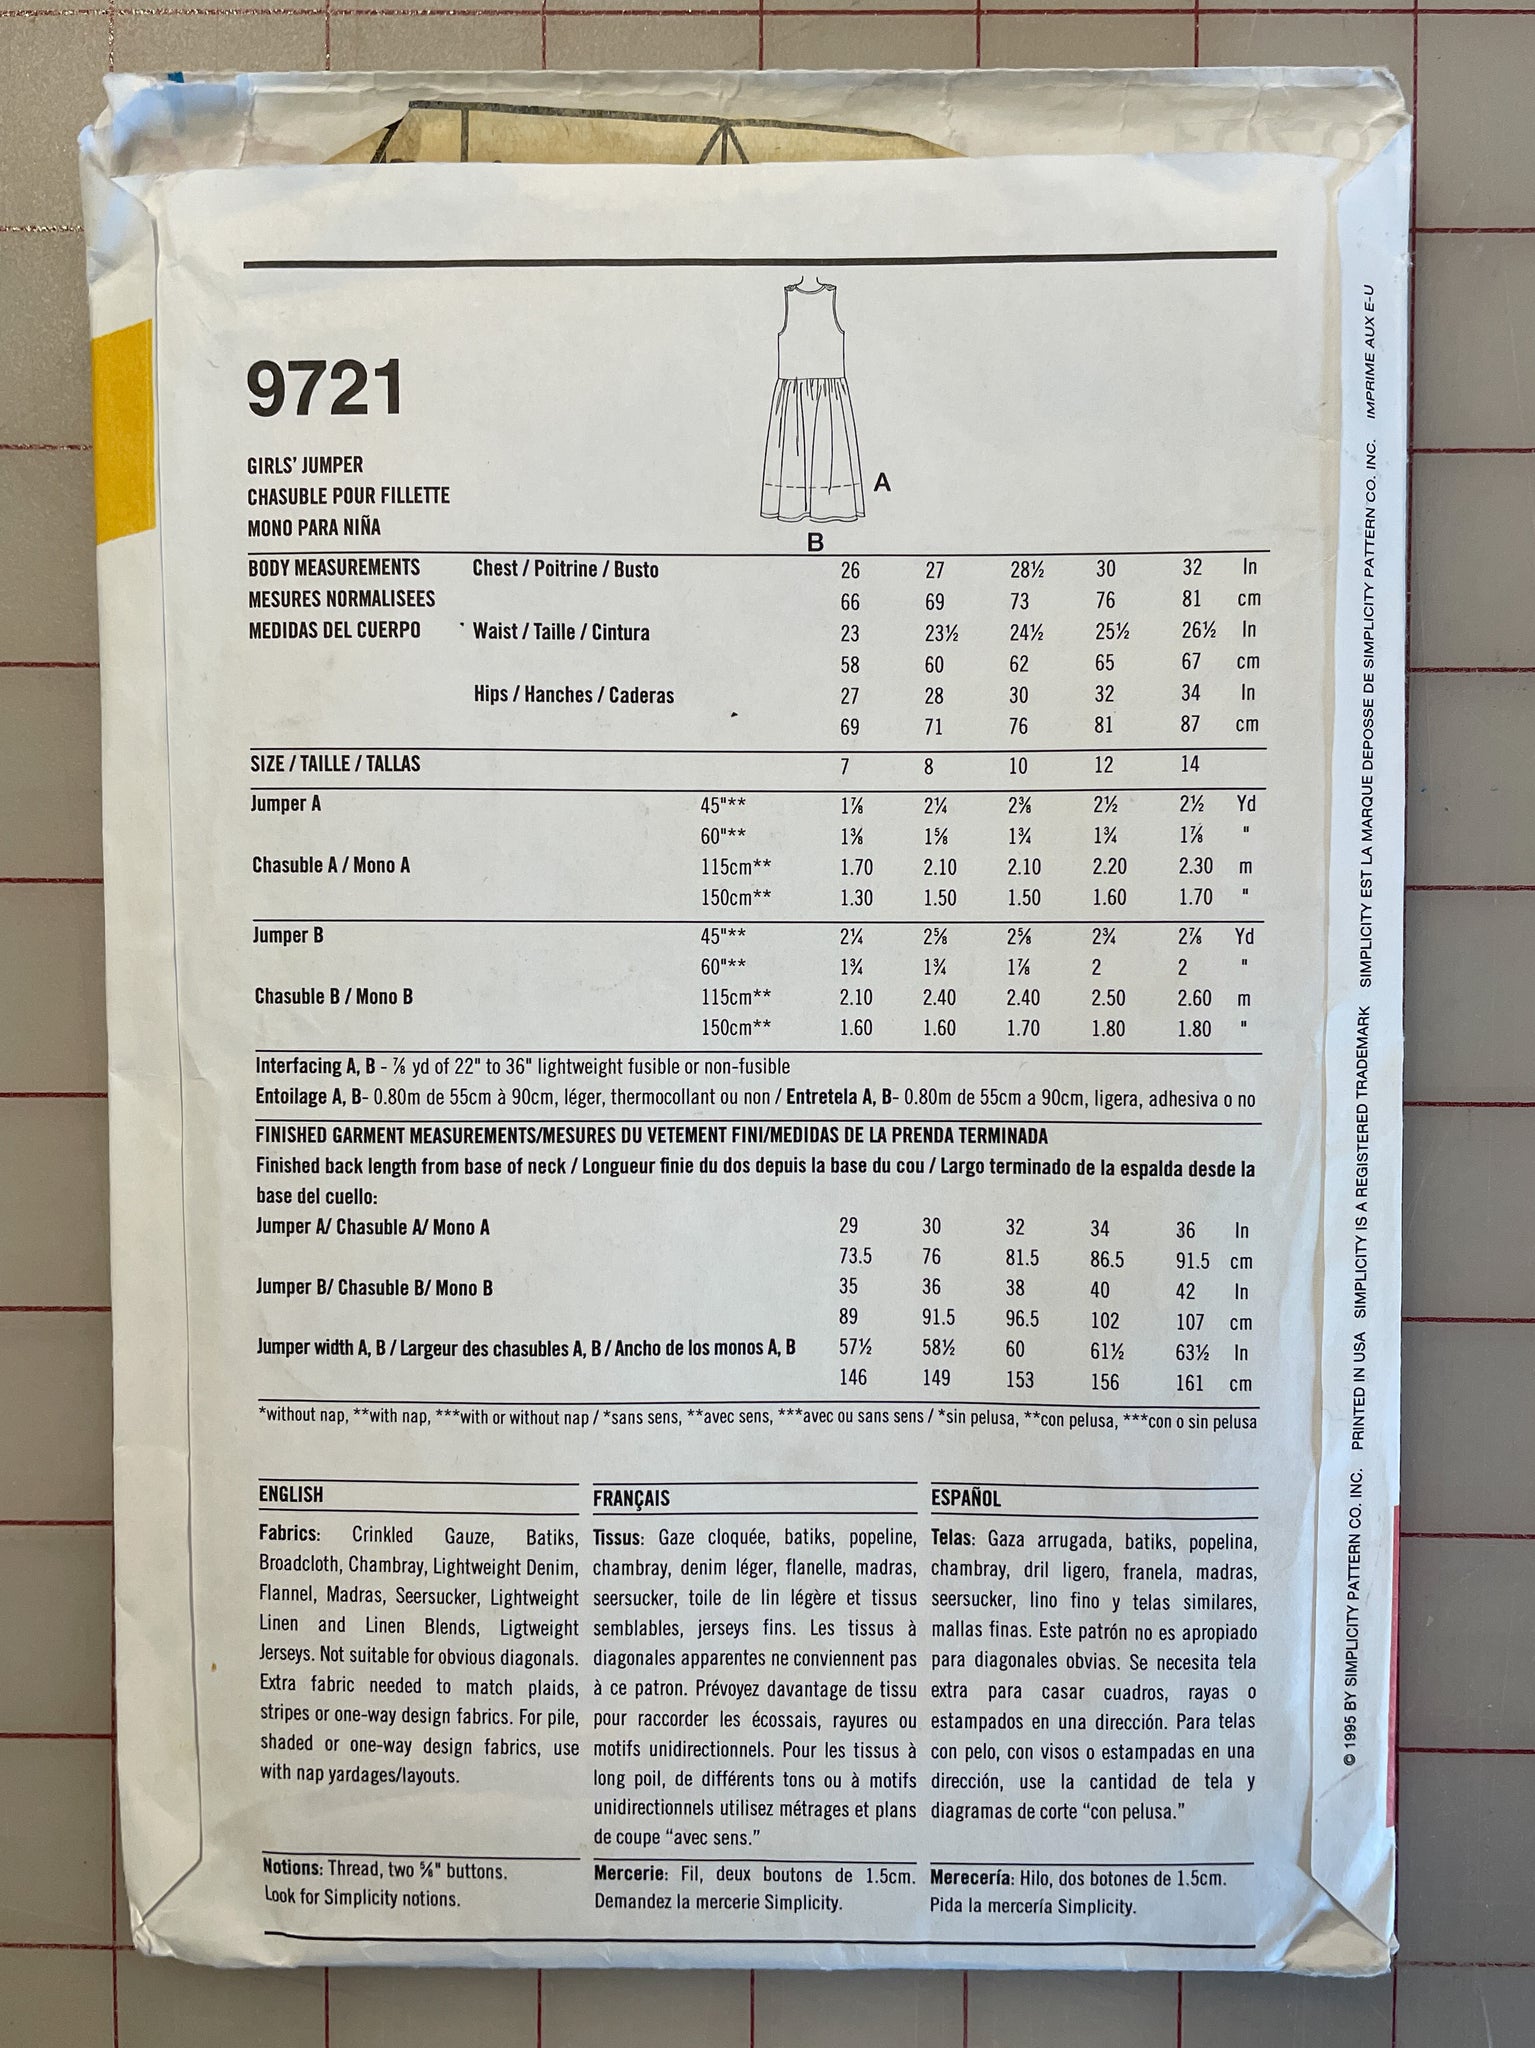 9721
GIRLS' JUMPER
CHASUBLE POUR FILLETTE
MONO PARA NIÑA
A
B
BODY MEASUREMENTS Chest / Poitrine / Busto 26 27 28½ 30 32 In
MESURES NORMALISEES 66 69 73 76 81 cm
MEDIDAS DEL CUERPO Waist / Taille / Cintura 23 23½ 24½ 25½ 26½ In
58 60 62 65 67 cm
Hips / Hanches / Caderas 27 28 30 32 34 In
69 71 76 81 87 cm
SIZE / TAILLE / TALLAS 7 8 10 12 14
Jumper A 45"** 1⅞ 2¼ 2⅜ 2½ 2½ Yd
60"** 1⅜ 1⅝ 1¾ 1¾ 1⅞ "
Chasuble A / Mono A 115cm** 1.70 2.10 2.10 2.20 2.30 m
150cm** 1.30 1.50 1.50 1.60 1.70 "
Jumper B 45"** 2¼ 2⅝ 2⅝ 2¾ 2⅞ Yd
60"** 1¾ 1¾ 1⅞ 2 2 "
Chasuble B / Mono B 115cm** 2.10 2.40 2.40 2.50 2.60 m
150cm** 1.60 1.60 1.70 1.80 1.80 "
Interfacing A, B - ⅞ yd of 22" to 36" lightweight fusible or non-fusible
Entoilage A, B- 0.80m de 55cm à 90cm, léger, thermocollant ou non / Entretela A, B- 0.80m de 55cm a 90cm, ligera, adhesiva o no
FINISHED GARMENT MEASUREMENTS/MESURES DU VETEMENT FINI/MEDIDAS DE LA PRENDA TERMINADA
Finished back length from base of neck / Longueur finie du dos depuis la base du cou / Largo terminado de la espalda desde la
base del cuello:
Jumper A/ Chasuble A/ Mono A 29 30 32 34 36 In
73.5 76 81.5 86.5 91.5 cm
Jumper B/ Chasuble B/ Mono B 35 36 38 40 42 In
89 91.5 96.5 102 107 cm
Jumper width A, B / Largeur des chasubles A, B / Ancho de los monos A, B 57½ 58½ 60 61½ 63½ In
146 149 153 156 161 cm
*without nap, **with nap, ***with or without nap / *sans sens, **avec sens, ***avec ou sans sens / *sin pelusa, **con pelusa, ***con o sin pelusa
ENGLISH
Fabrics: Crinkled Gauze, Batiks,
Broadcloth, Chambray, Lightweight Denim,
Flannel, Madras, Seersucker, Lightweight
Linen and Linen Blends, Ligtweight
Jerseys. Not suitable for obvious diagonals.
Extra fabric needed to match plaids,
stripes or one-way design fabrics. For pile,
shaded or one-way design fabrics, use
with nap yardages/layouts.
Notions: Thread, two ⅝" buttons.
Look for Simplicity notions.
FRANÇAIS
Tissus: Gaze cloquée, batiks, popeline,
chambray, denim léger, flanelle, madras,
seersucker, toile de lin légère et tissus
semblables, jerseys fins. Les tissus à
diagonales apparentes ne conviennent pas
à ce patron. Prévoyez davantage de tissu
pour raccorder les écossais, rayures ou
motifs unidirectionnels. Pour les tissus à
long poil, de différents tons ou à motifs
unidirectionnels utilisez métrages et plans
de coupe “avec sens.”
Mercerie: Fil, deux boutons de 1.5cm.
Demandez la mercerie Simplicity.
ESPAÑOL
Telas: Gaza arrugada, batiks, popelina,
chambray, dril ligero, franela, madras,
seersucker, lino fino y telas similares,
mallas finas. Este patrón no es apropiado
para diagonales obvias. Se necesita tela
extra para casar cuadros, rayas o
estampados en una dirección. Para telas
con pelo, con visos o estampadas en una
dirección, use la cantidad de tela y
diagramas de corte “con pelusa.”
Merecería: Hilo, dos botones de 1.5cm.
Pida la mercería Simplicity.
© 1995 BY SIMPLICITY PATTERN CO. INC. PRINTED IN USA SIMPLICITY IS A REGISTERED TRADEMARK SIMPLICITY EST LA MARQUE DEPOSSE DE SIMPLICITY PATTERN CO. INC. IMPRIME AUX E-U